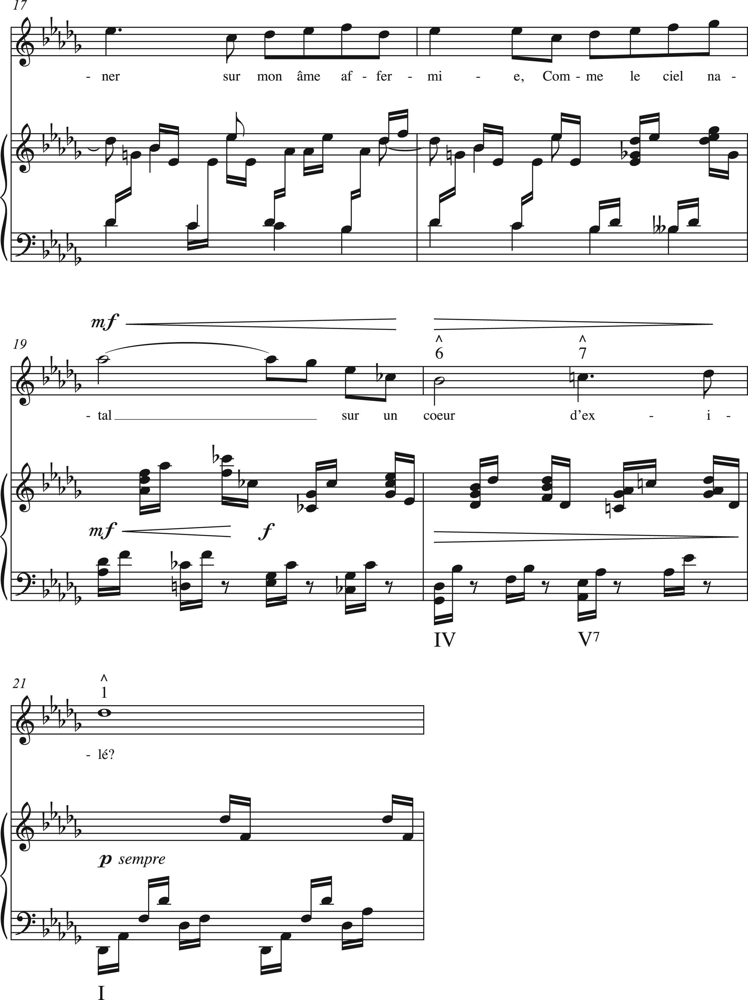 17
- ner sur mon âme af - fer - mi - e, Com - me le ciel na -
mf
19
^ ^
6 7
- tal sur un coeur d'ex - i -
mf f
IV V7
21
^
1
- lé?
p sempre
I